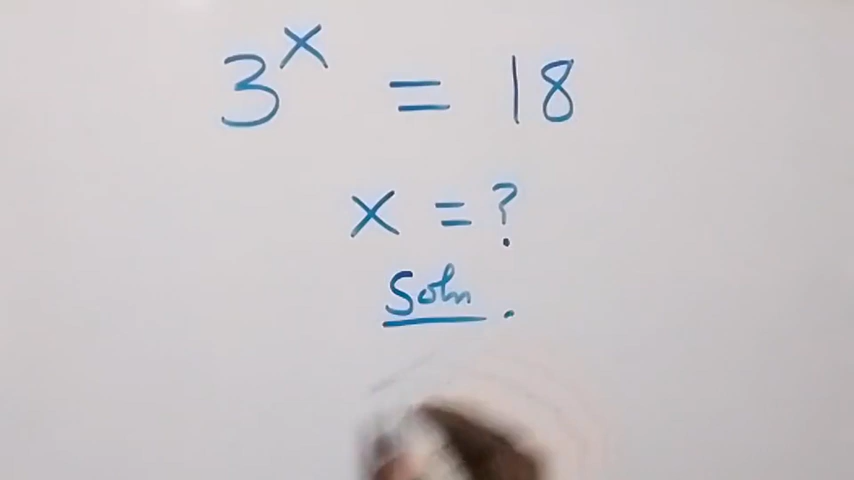 3^x = 18
x = ?
Soln.